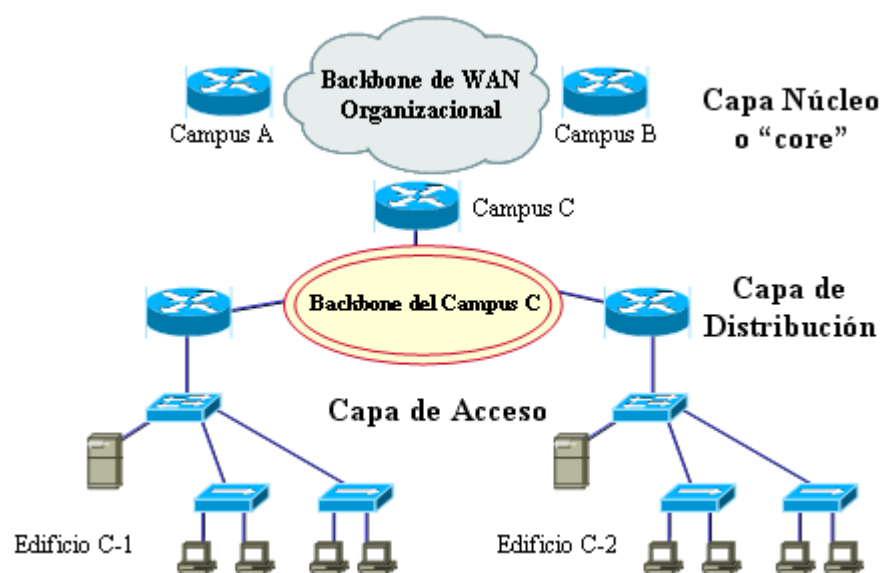 Backbone de WAN
Organizacional
Campus A
Campus B
Capa Núcleo
o “core”
Campus C
Backbone del Campus C
Capa de
Distribución
Capa de Acceso
Edificio C-1
Edificio C-2